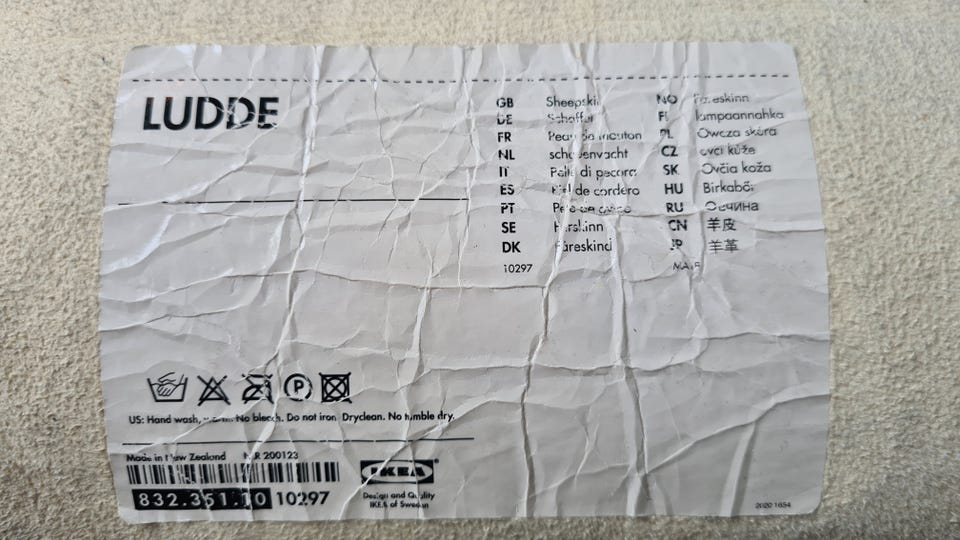 LUDDE
GB Sheepskin
DE Schaffell
FR Peau de mouton
NL schapenvacht
IT Pelle di pecora
ES Piel de cordero
PT Pele de ovino
SE Fårskinn
DK Fåreskind
10297
NO Fåreskinn
FI lampaannahka
PL Owcza skóra
CZ ovčí kůže
SK Ovčia koža
HU Birkabőr
RU Овчина
CN 羊皮
JP 羊革
P
US: Hand wash, warm. No bleach. Do not iron. Dryclean. No tumble dry.
Made in New Zealand 200123
832.351.10 10297
IKEA
Design and Quality
IKEA of Sweden
2020 1654